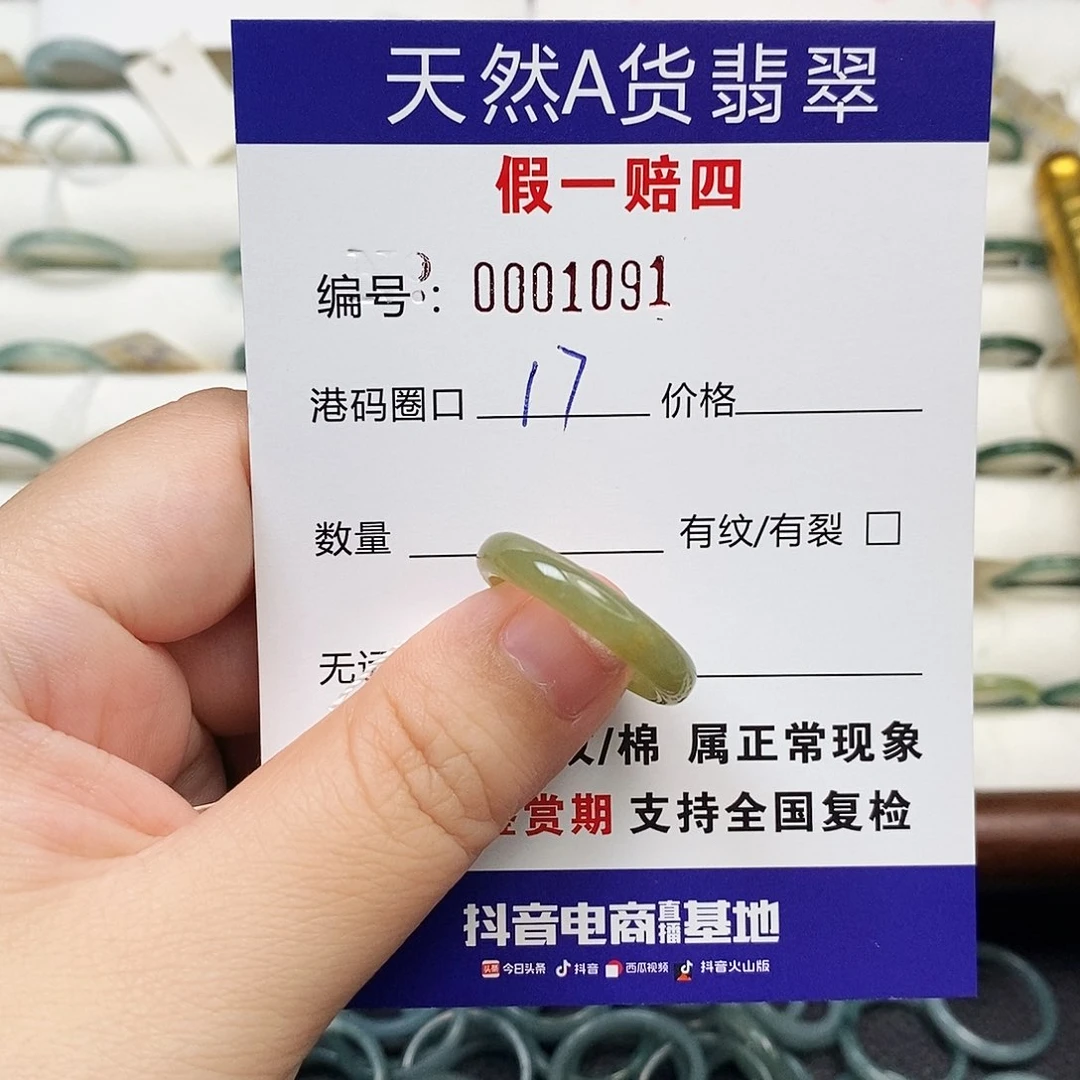 天然A货翡翠
假一赔四
编号: 0001091
港码圈口 17 价格
数量 有纹/有裂 □
无
/棉 属正常现象
赏期 支持全国复检
抖音电商直播基地
头条 今日头条 抖音 西瓜视频 抖音火山版